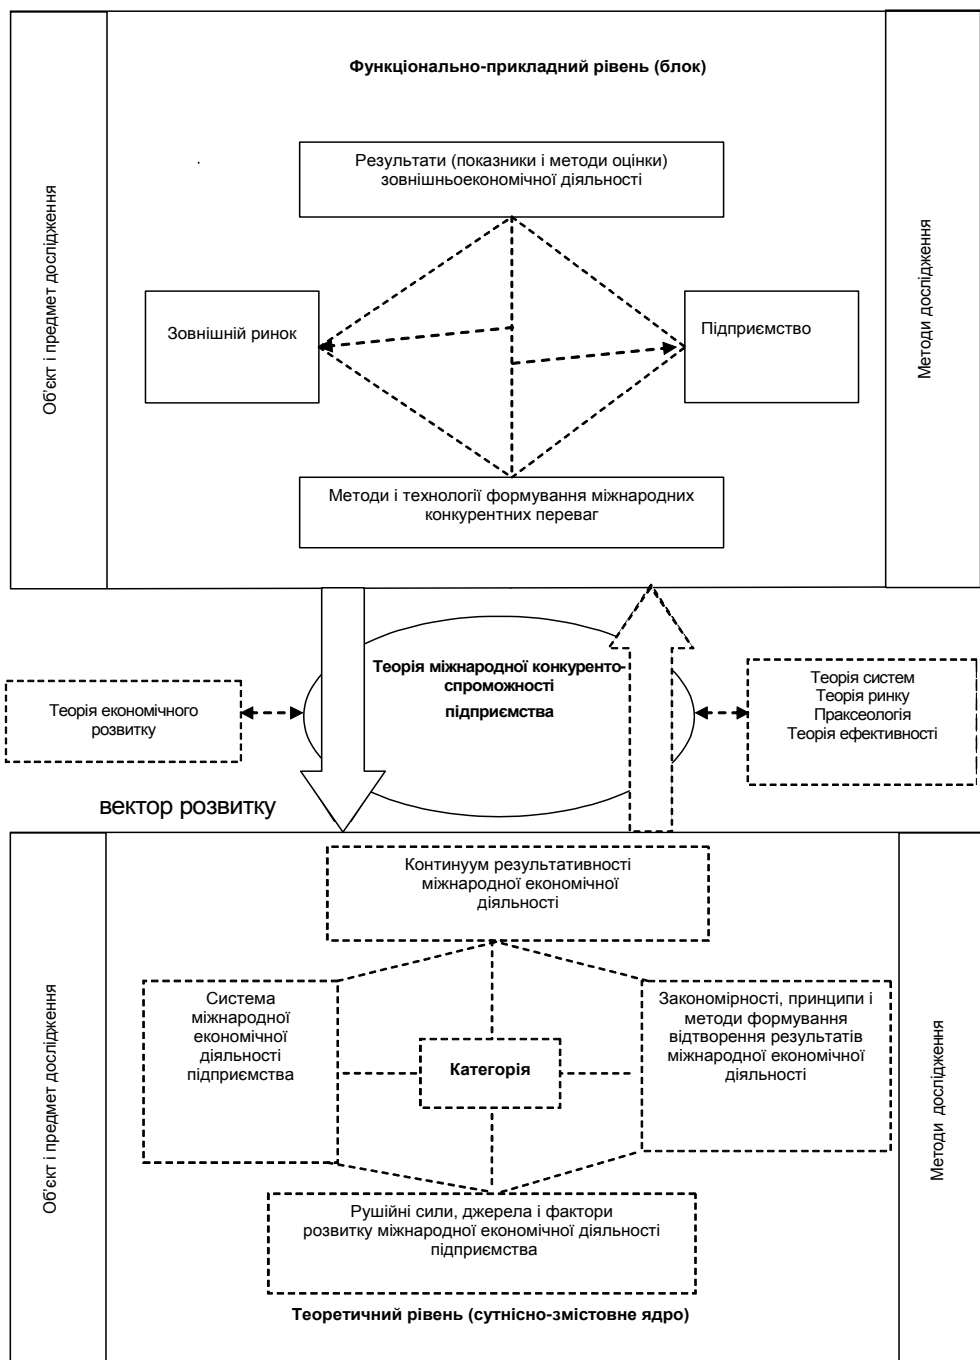 Функціонально-прикладний рівень (блок)
Об'єкт і предмет дослідження
Методи дослідження
Результати (показники і методи оцінки)
зовнішньоекономічної діяльності
Зовнішній ринок
Підприємство
Методи і технології формування міжнародних
конкурентних переваг
Теорія міжнародної конкуренто-
спроможності
підприємства
Теорія економічного
розвитку
Теорія систем
Теорія ринку
Праксеологія
Теорія ефективності
вектор розвитку
Об'єкт і предмет дослідження
Методи дослідження
Континуум результативності
міжнародної економічної
діяльності
Система
міжнародної
економічної
діяльності
підприємства
Категорія
Закономірності, принципи і
методи формування
відтворення результатів
міжнародної економічної
діяльності
Рушійні сили, джерела і фактори
розвитку міжнародної економічної діяльності
підприємства
Теоретичний рівень (сутнісно-змістовне ядро)